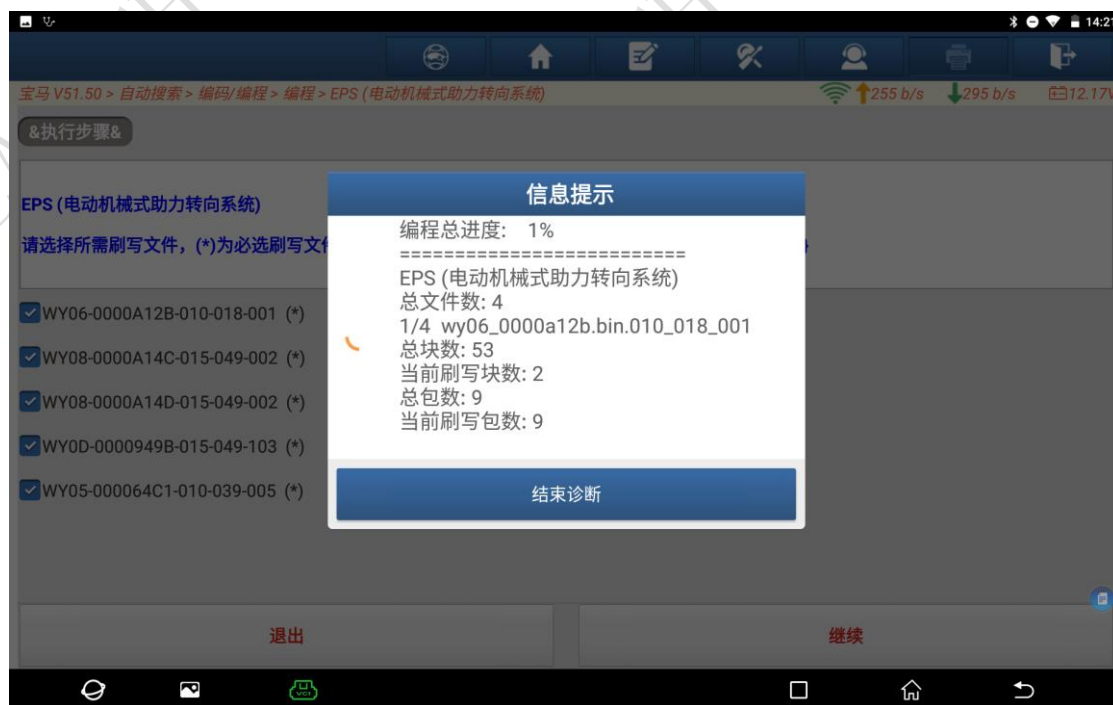 14:21
宝马 V51.50 > 自动搜索 > 编码/编程 > 编程 > EPS (电动机械式助力转向系统)
255 b/s
295 b/s
12.17V
&执行步骤&
EPS (电动机械式助力转向系统)
请选择所需刷写文件，(*)为必选刷写文件
WY06-0000A12B-010-018-001 (*)
WY08-0000A14C-015-049-002 (*)
WY08-0000A14D-015-049-002 (*)
WY0D-0000949B-015-049-103 (*)
WY05-000064C1-010-039-005 (*)
信息提示
编程总进度: 1%
==========================
EPS (电动机械式助力转向系统)
总文件数: 4
1/4 wy06_0000a12b.bin.010_018_001
总块数: 53
当前刷写块数: 2
总包数: 9
当前刷写包数: 9
结束诊断
退出
继续
VCI